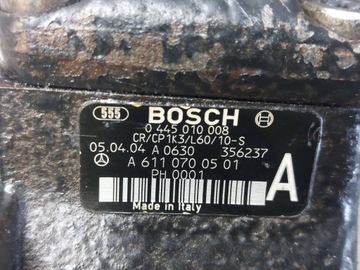 555 BOSCH
0 445 010 008
CR/CP1K3/L60/10-S
05.04.04 A 0630 356237
A 611 070 05 01
PH 0001
A
Made in Italy